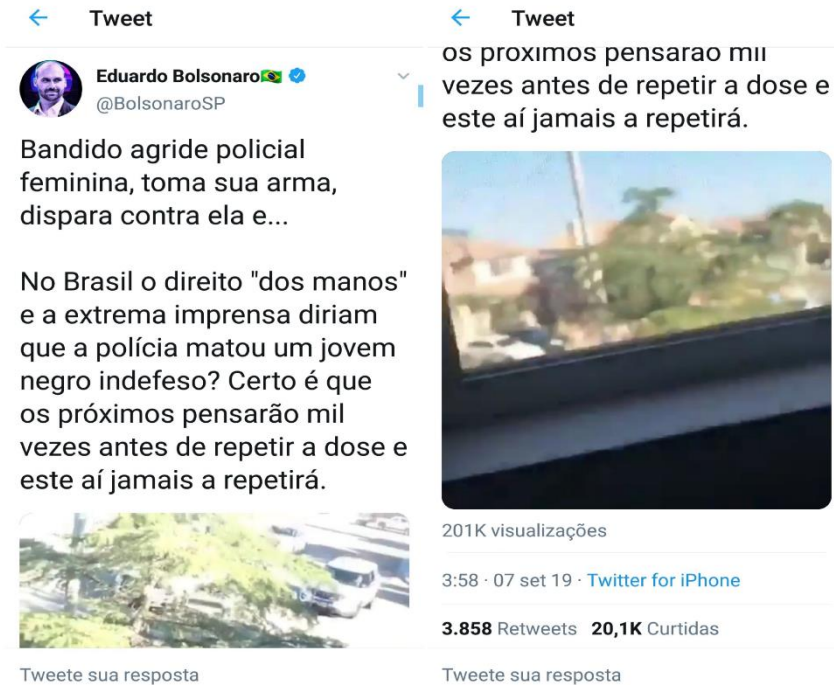 Tweet
Eduardo Bolsonaro🇧🇷
@BolsonaroSP
Bandido agride policial
feminina, toma sua arma,
dispara contra ela e...
No Brasil o direito "dos manos"
e a extrema imprensa diriam
que a polícia matou um jovem
negro indefeso? Certo é que
os próximos pensarão mil
vezes antes de repetir a dose e
este aí jamais a repetirá.
Tweete sua resposta
Tweet
os próximos pensarão mil
vezes antes de repetir a dose e
este aí jamais a repetirá.
201K visualizações
3:58 · 07 set 19 · Twitter for iPhone
3.858 Retweets 20,1K Curtidas
Tweete sua resposta